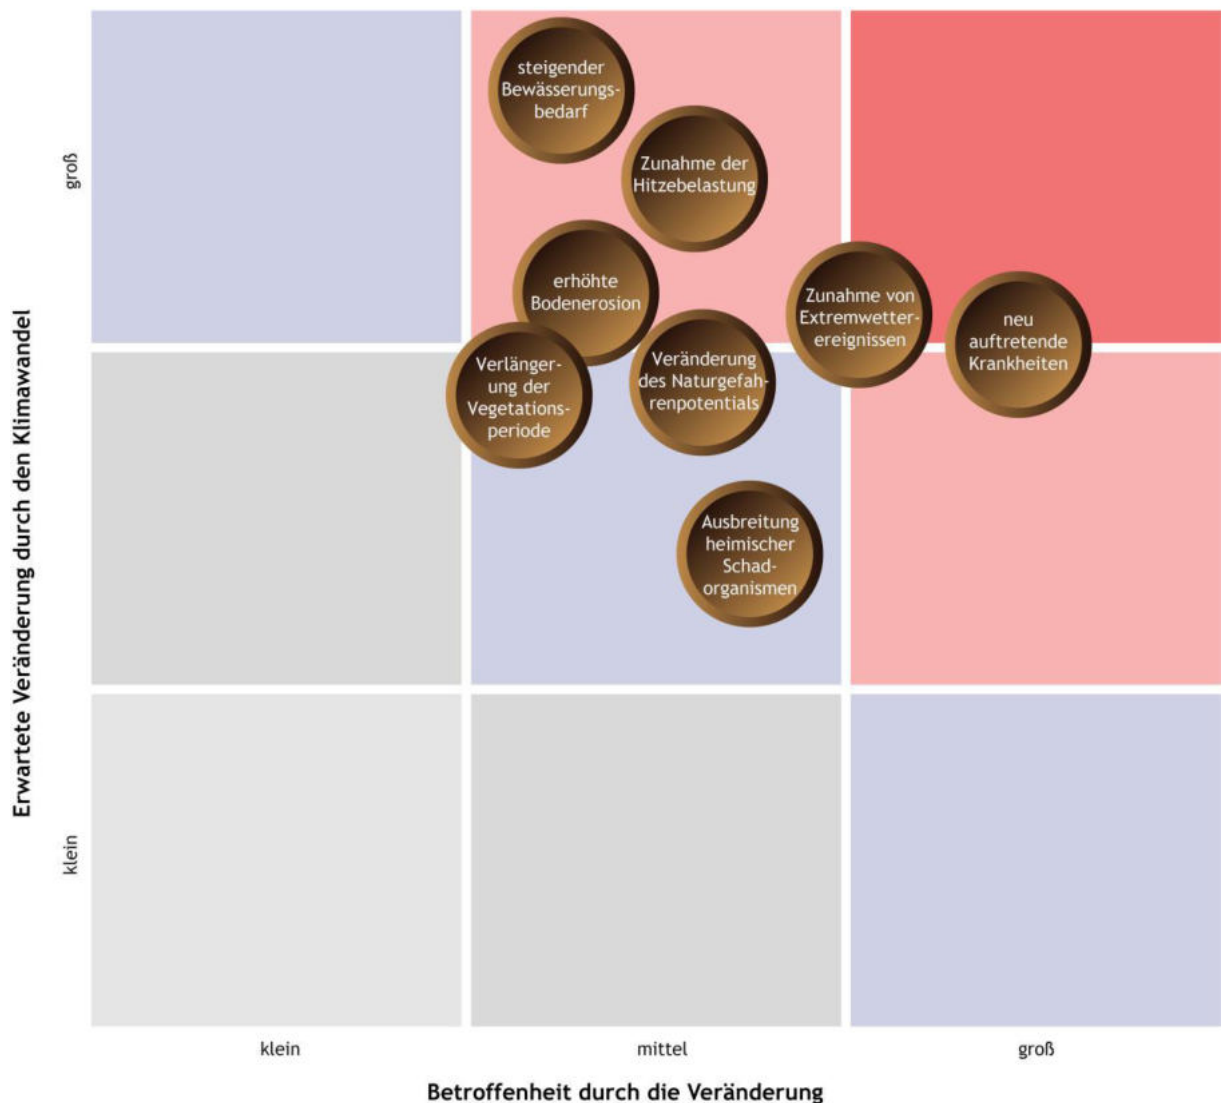 steigender
Bewässerungs-
bedarf
Zunahme der
Hitzebelastung
erhöhte
Bodenerosion
Zunahme von
Extremwetter-
ereignissen
neu
auftretende
Krankheiten
Verlänger-
ung der
Vegetations-
periode
Veränderung
des Naturgefah-
renpotentials
Ausbreitung
heimischer
Schad-
organismen
groß
klein
Erwartete Veränderung durch den Klimawandel
klein
mittel
groß
Betroffenheit durch die Veränderung